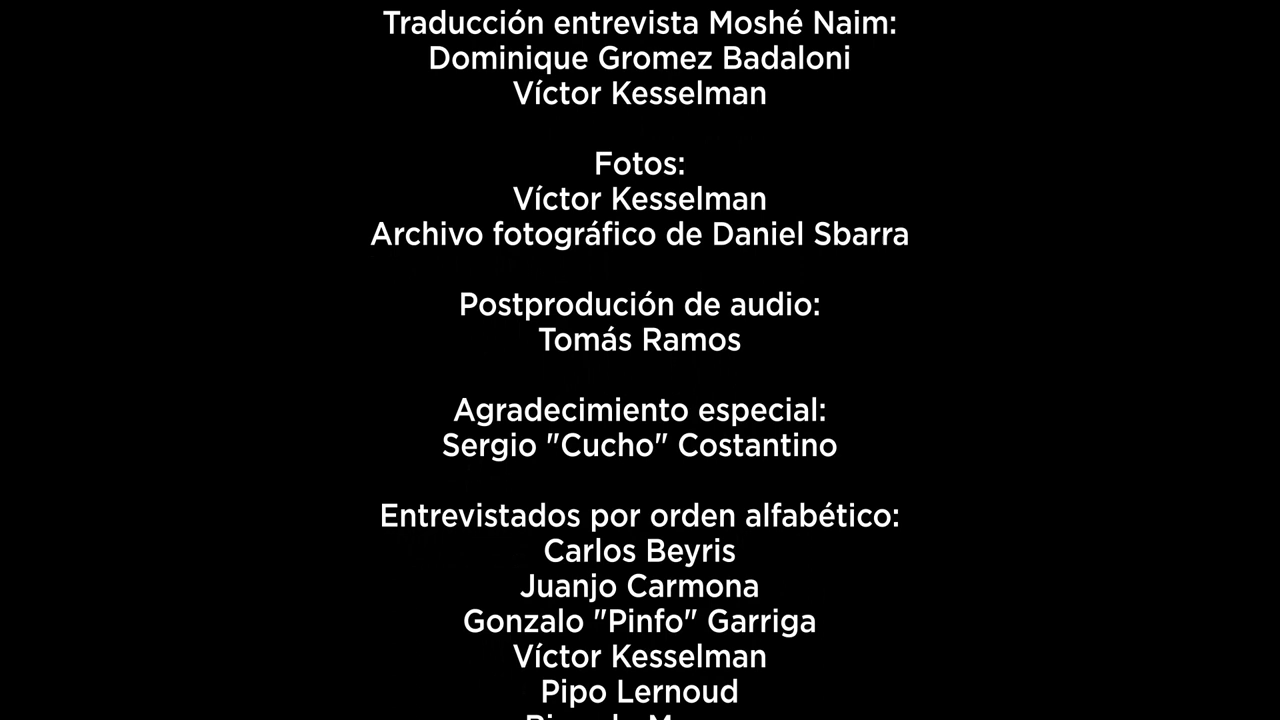 Traducción entrevista Moshé Naim:
Dominique Gromez Badaloni
Víctor Kesselman
Fotos:
Víctor Kesselman
Archivo fotográfico de Daniel Sbarra
Postprodución de audio:
Tomás Ramos
Agradecimiento especial:
Sergio "Cucho" Costantino
Entrevistados por orden alfabético:
Carlos Beyris
Juanjo Carmona
Gonzalo "Pinfo" Garriga
Víctor Kesselman
Pipo Lernoud